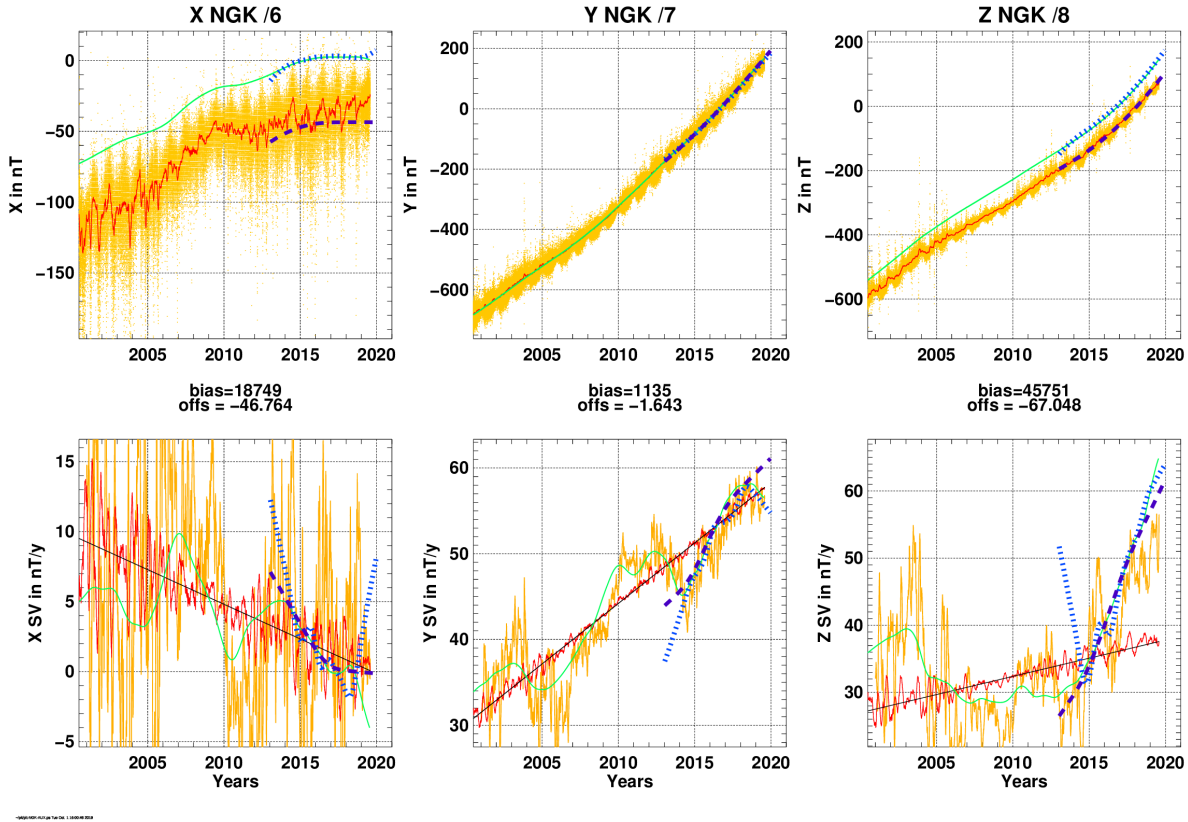 X NGK /6
Y NGK /7
Z NGK /8
X in nT
0
−50
−100
−150
2005 2010 2015 2020
Y in nT
200
0
−200
−400
−600
2005 2010 2015 2020
Z in nT
200
0
−200
−400
−600
2005 2010 2015 2020
bias=18749
offs = −46.764
bias=1135
offs = −1.643
bias=45751
offs = −67.048
X SV in nT/y
15
10
5
0
−5
2005 2010 2015 2020
Years
Y SV in nT/y
60
50
40
30
2005 2010 2015 2020
Years
Z SV in nT/y
60
50
40
30
2005 2010 2015 2020
Years